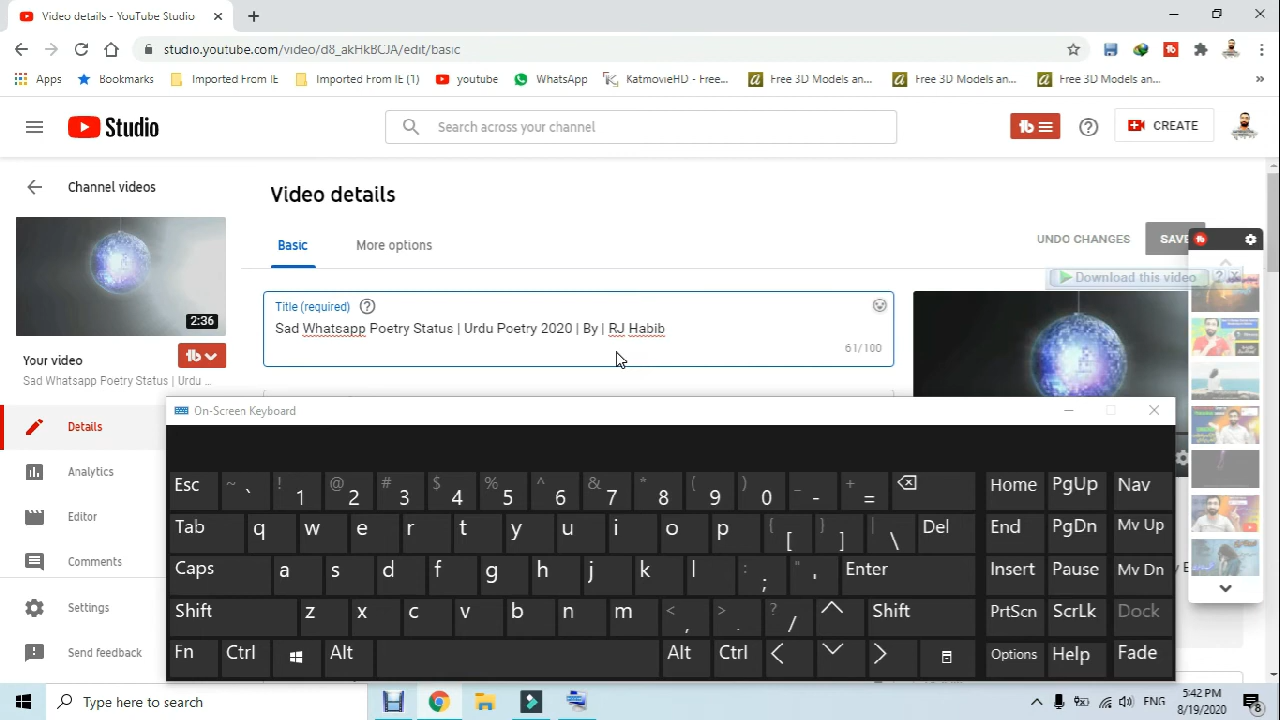 Video details - YouTube Studio
studio.youtube.com/video/d8_akHkBCJA/edit/basic
Apps Bookmarks Imported From IE Imported From IE (1) youtube WhatsApp KatmovieHD - Free... Free 3D Models an... Free 3D Models an... Free 3D Models an... »
Studio
Search across your channel
CREATE
Channel videos
Video details
Basic
More options
UNDO CHANGES
SAVE
Download this video
2:36
Title (required)
Sad Whatsapp Poetry Status | Urdu Poetry 2020 | By | RJ Habib
61/100
Your video
Sad Whatsapp Poetry Status | Urdu ...
Details
Analytics
Editor
Comments
Settings
Send feedback
On-Screen Keyboard
Esc ~ ` ! 1 @ 2 # 3 $ 4 % 5 ^ 6 & 7 * 8 ( 9 ) 0 _ - + = Home PgUp Nav
Tab q w e r t y u i o p { [ } ] | \ Del End PgDn Mv Up
Caps a s d f g h j k l : ; " ' Enter Insert Pause Mv Dn
Shift z x c v b n m < , > . ? / Shift PrtScn ScrLk Dock
Fn Ctrl Alt Alt Ctrl Options Help Fade
Type here to search
ENG
5:42 PM
8/19/2020
8